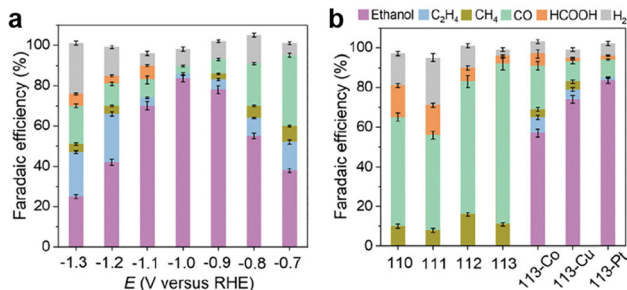 Ethanol C₂H₄ CH₄ CO HCOOH H₂
a
Faradaic efficiency (%)
100
80
60
40
20
0
-1.3 -1.2 -1.1 -1.0 -0.9 -0.8 -0.7
E (V versus RHE)
b
Faradaic efficiency (%)
100
80
60
40
20
0
110 111 112 113 113-Co 113-Cu 113-Pt